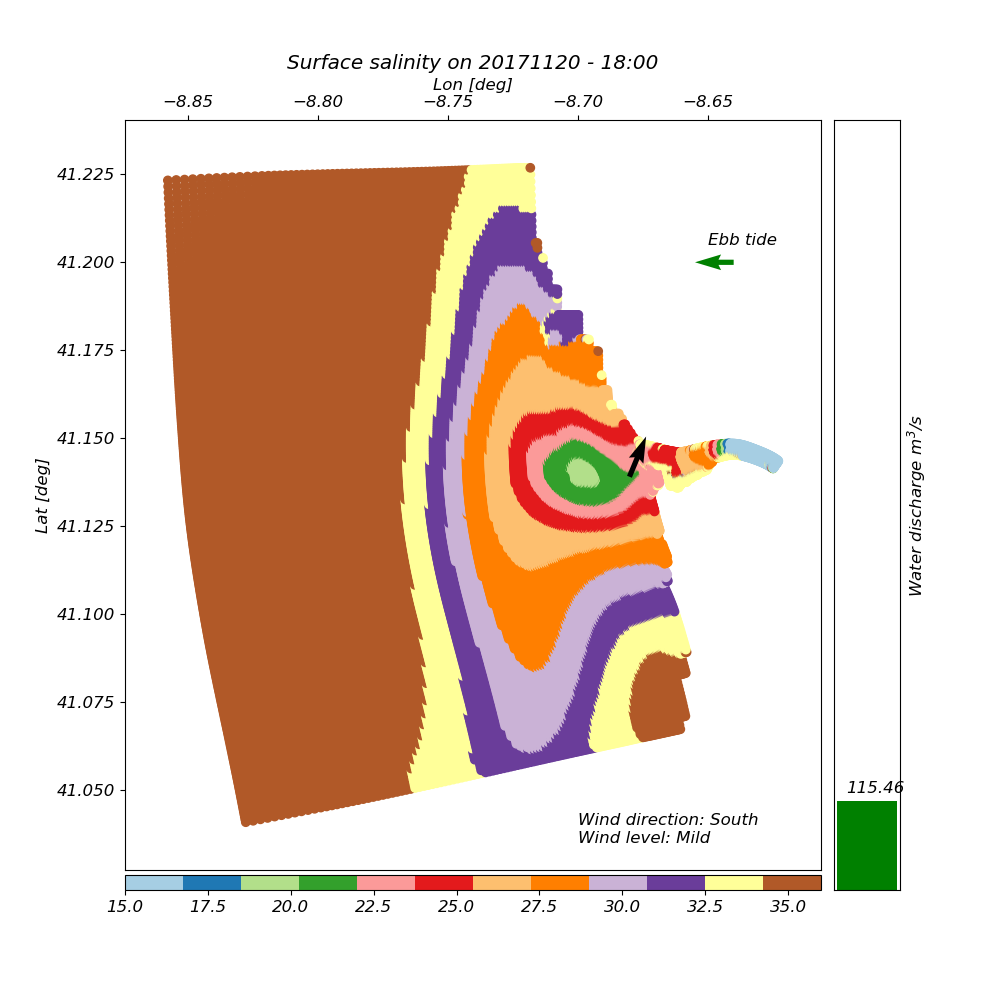 Surface salinity on 20171120 - 18:00
Lon [deg]
−8.85 −8.80 −8.75 −8.70 −8.65
41.225
41.200
41.175
41.150
41.125
41.100
41.075
41.050
Lat [deg]
Ebb tide
Wind direction: South
Wind level: Mild
115.46
Water discharge m³/s
15.0 17.5 20.0 22.5 25.0 27.5 30.0 32.5 35.0